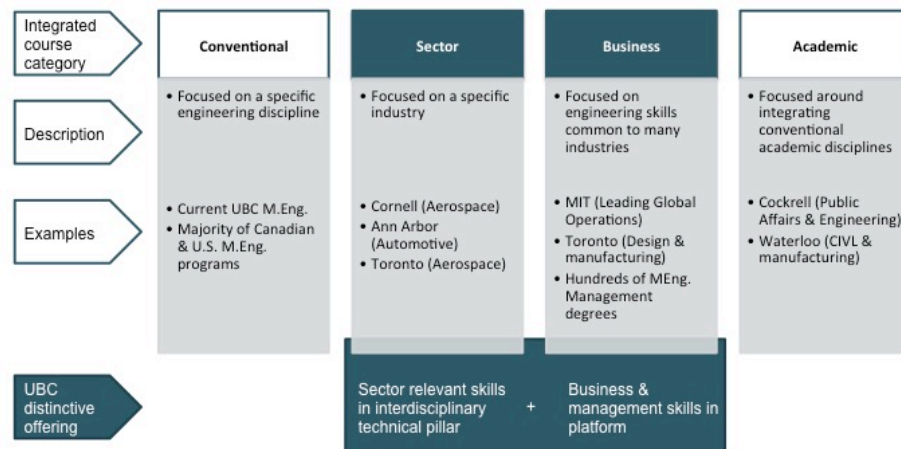 Integrated
course
category
Conventional
Sector
Business
Academic
Description
• Focused on a specific
engineering discipline
• Focused on a specific
industry
• Focused on
engineering skills
common to many
industries
• Focused around
integrating
conventional
academic disciplines
Examples
• Current UBC M.Eng.
• Majority of Canadian
& U.S. M.Eng.
programs
• Cornell (Aerospace)
• Ann Arbor
(Automotive)
• Toronto (Aerospace)
• MIT (Leading Global
Operations)
• Toronto (Design &
manufacturing)
• Hundreds of MEng.
Management
degrees
• Cockrell (Public
Affairs & Engineering)
• Waterloo (CIVL &
manufacturing)
UBC
distinctive
offering
Sector relevant skills
in interdisciplinary
technical pillar
+
Business &
management skills in
platform